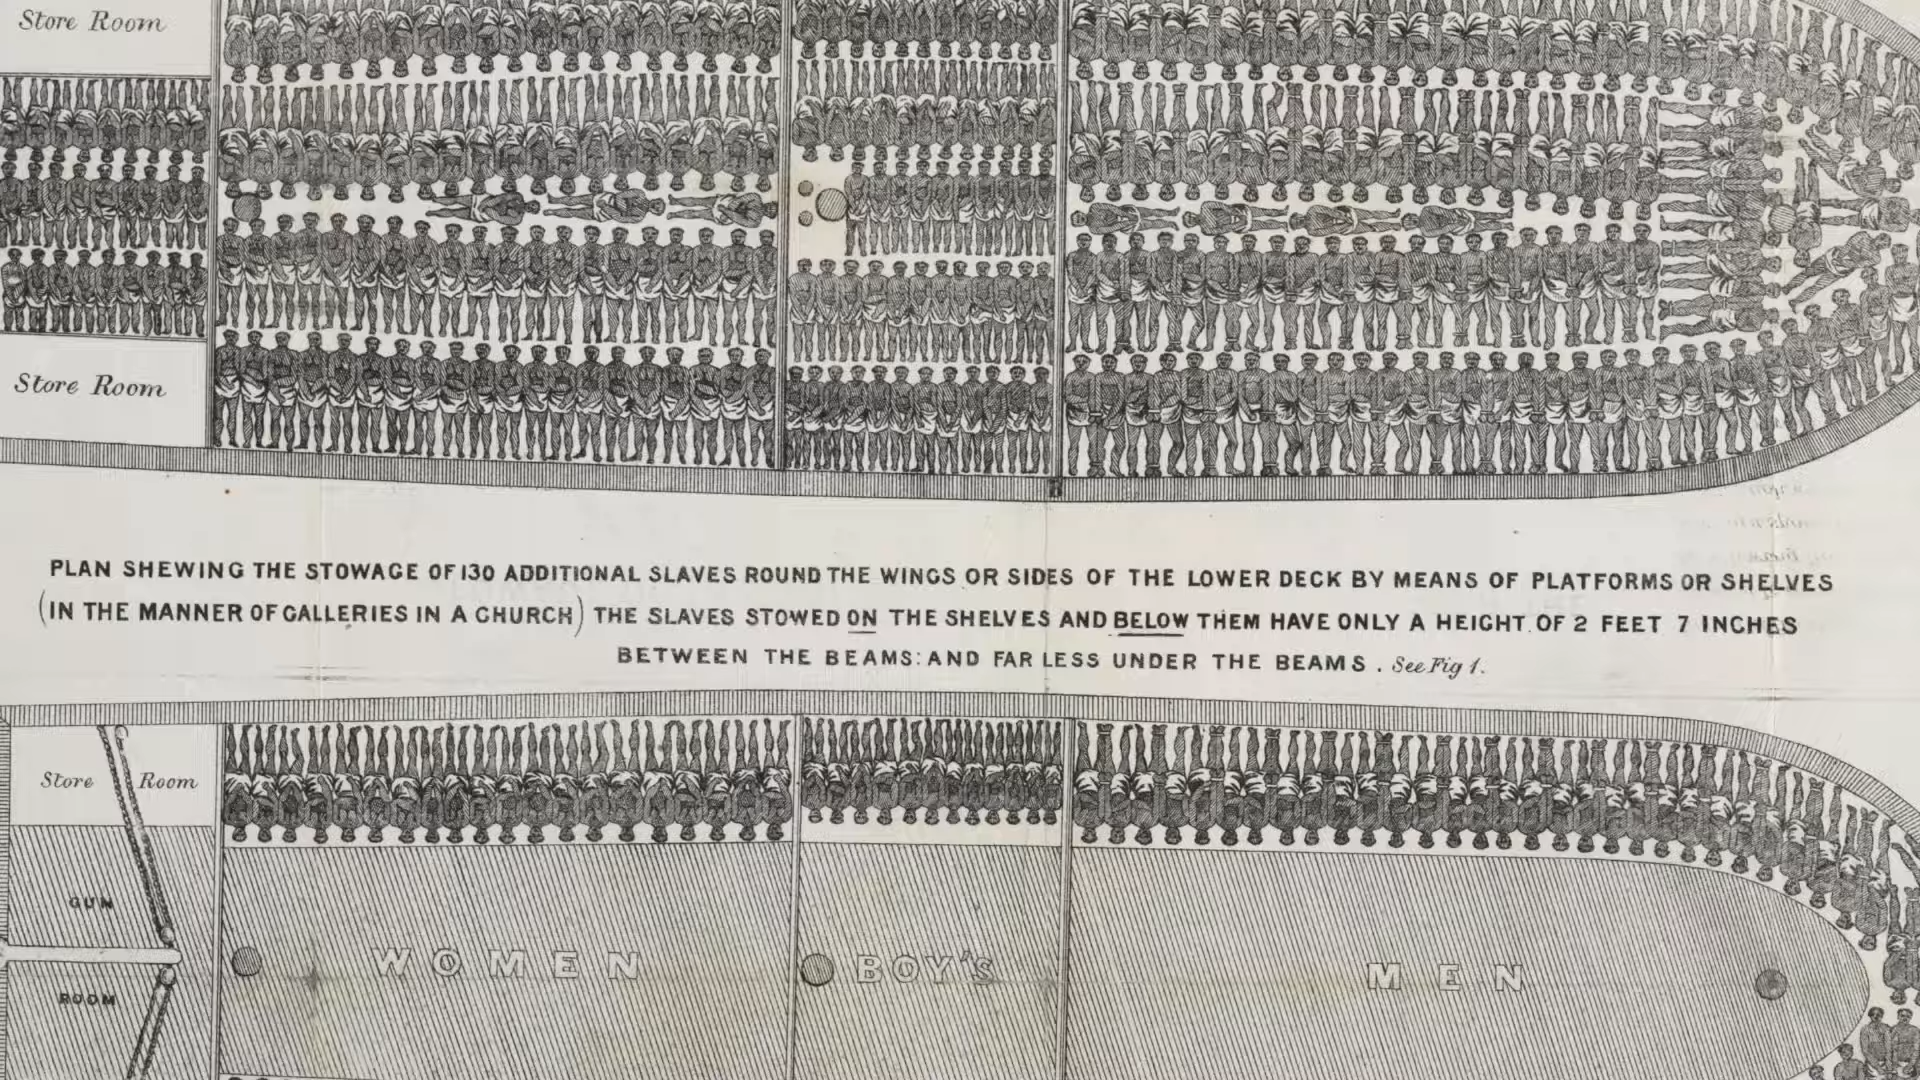 Store Room
Store Room
PLAN SHEWING THE STOWAGE OF 130 ADDITIONAL SLAVES ROUND THE WINGS OR SIDES OF THE LOWER DECK BY MEANS OF PLATFORMS OR SHELVES
(IN THE MANNER OF GALLERIES IN A CHURCH) THE SLAVES STOWED ON THE SHELVES AND BELOW THEM HAVE ONLY A HEIGHT OF 2 FEET 7 INCHES
BETWEEN THE BEAMS: AND FAR LESS UNDER THE BEAMS. See Fig 1.
Store Room
GUN
ROOM
WOMEN
BOY'S
MEN